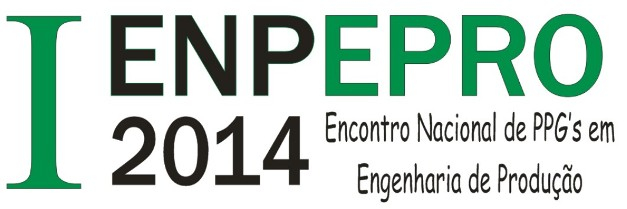 I ENPEPRO
2014
Encontro Nacional de PPG's em
Engenharia de Produção